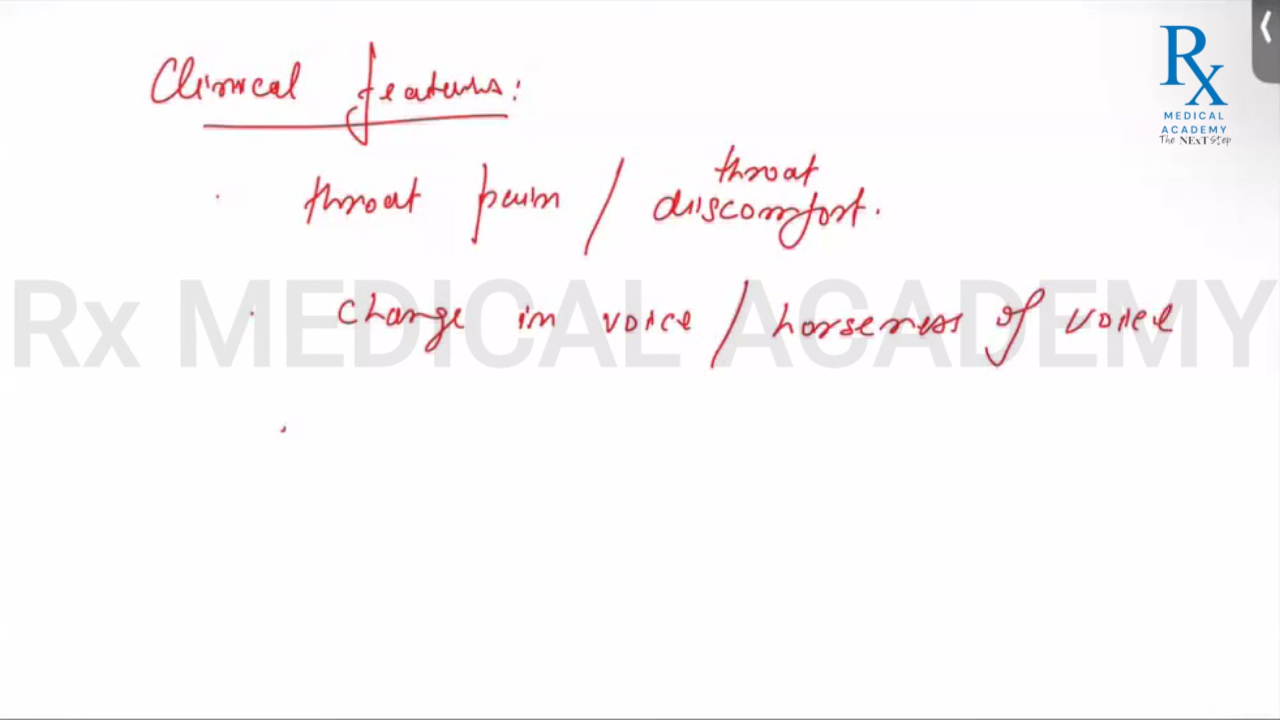 Clinical features:
throat pain / throat discomfort.
change in voice / horseness of voice
Rx MEDICAL ACADEMY
Rx
MEDICAL
ACADEMY
The NExT Step